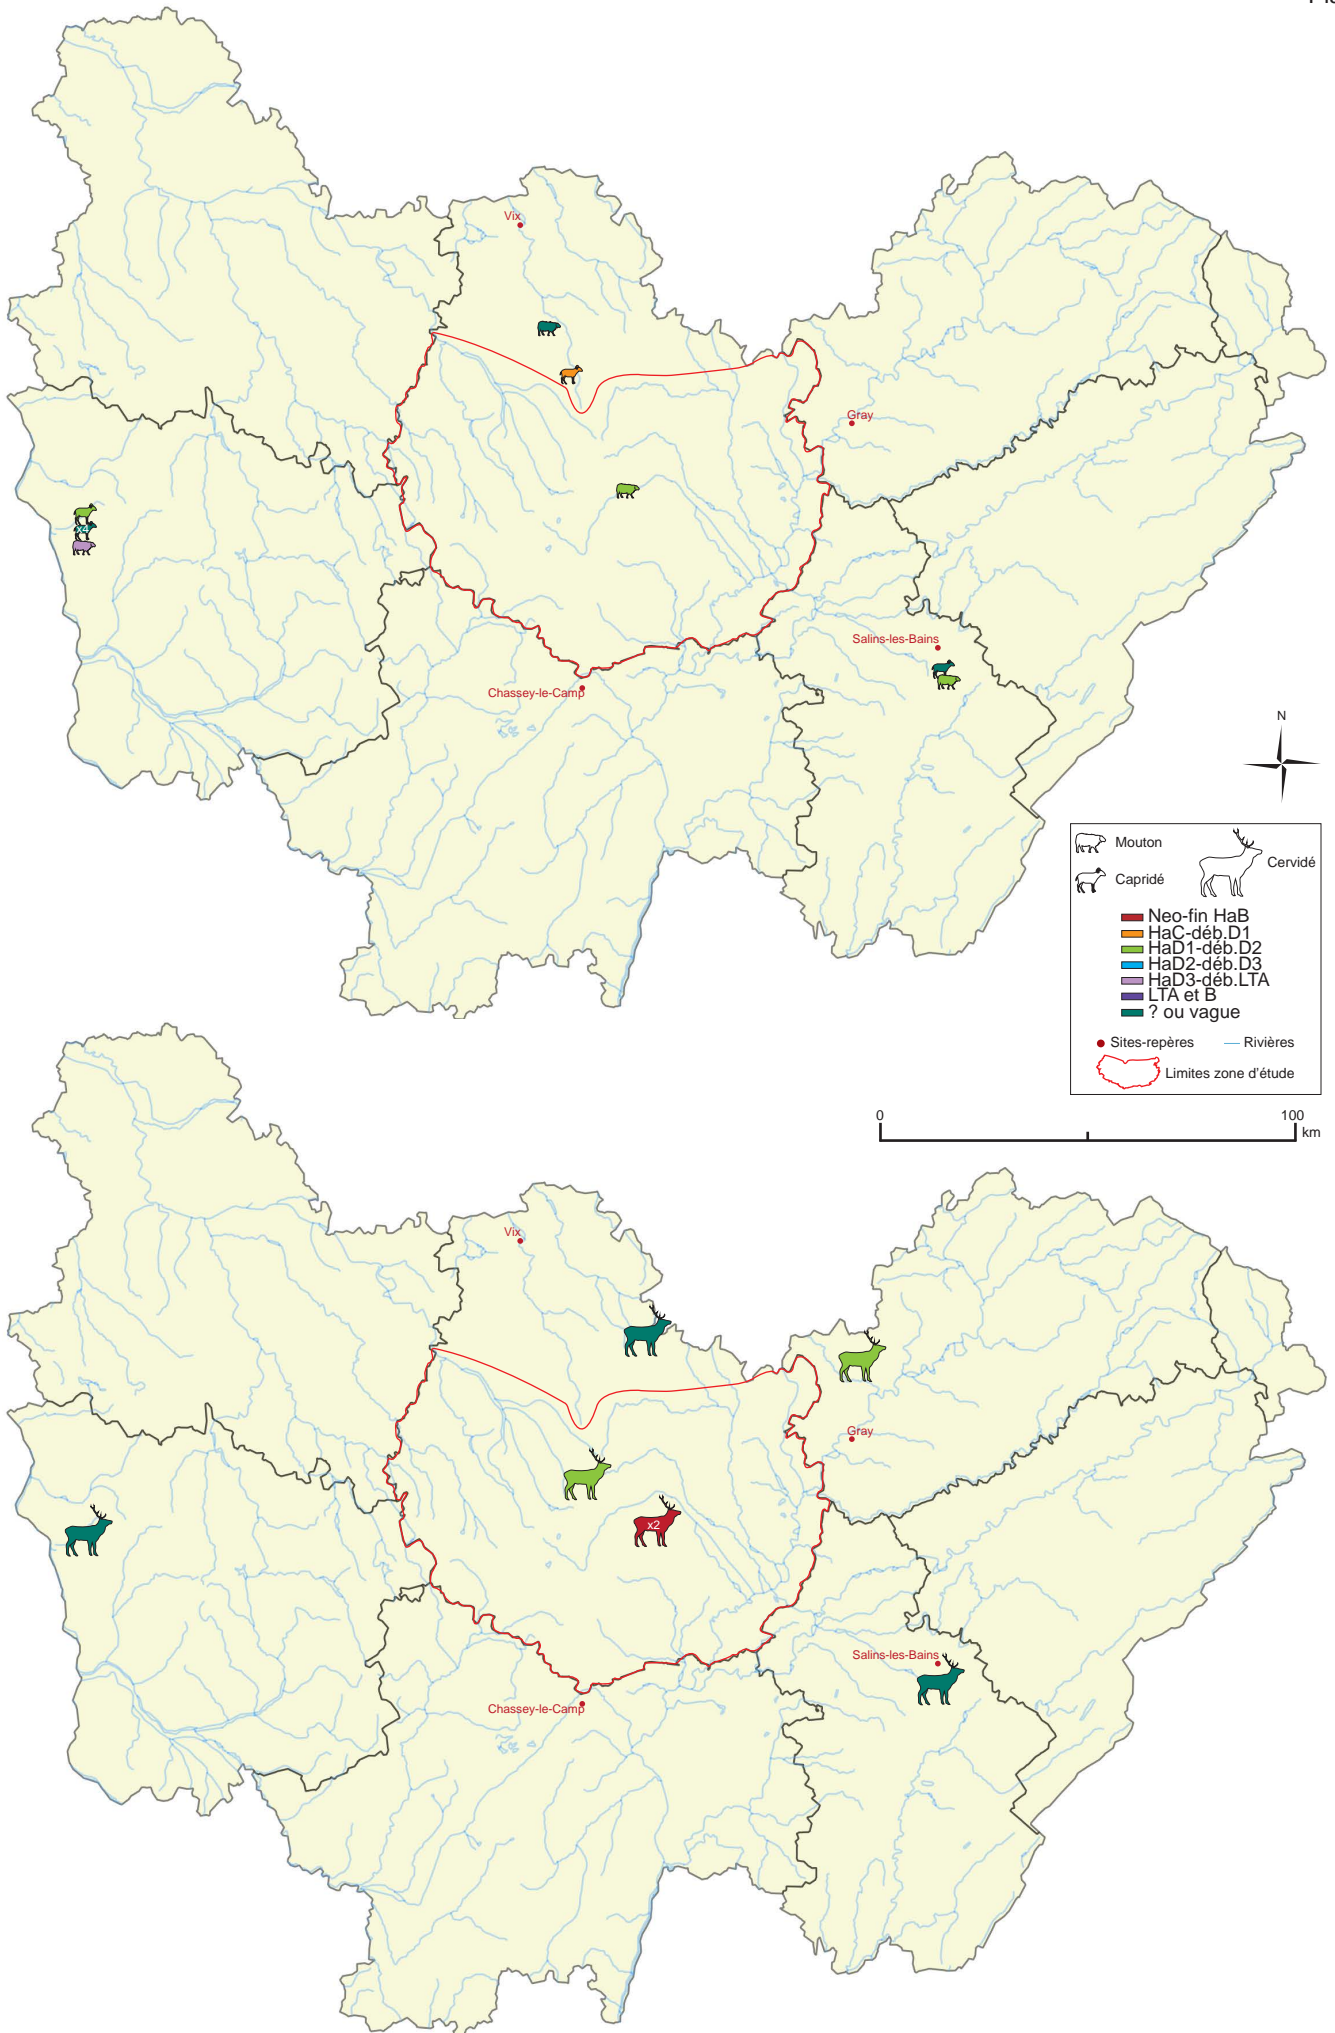 Vix
Gray
x4
Salins-les-Bains
Chassey-le-Camp
N
Mouton
Cervidé
Capridé
Neo-fin HaB
HaC-déb.D1
HaD1-déb.D2
HaD2-déb.D3
HaD3-déb.LTA
LTA et B
? ou vague
Sites-repères
Rivières
Limites zone d'étude
0
100
km
Vix
Gray
x2
Salins-les-Bains
Chassey-le-Camp